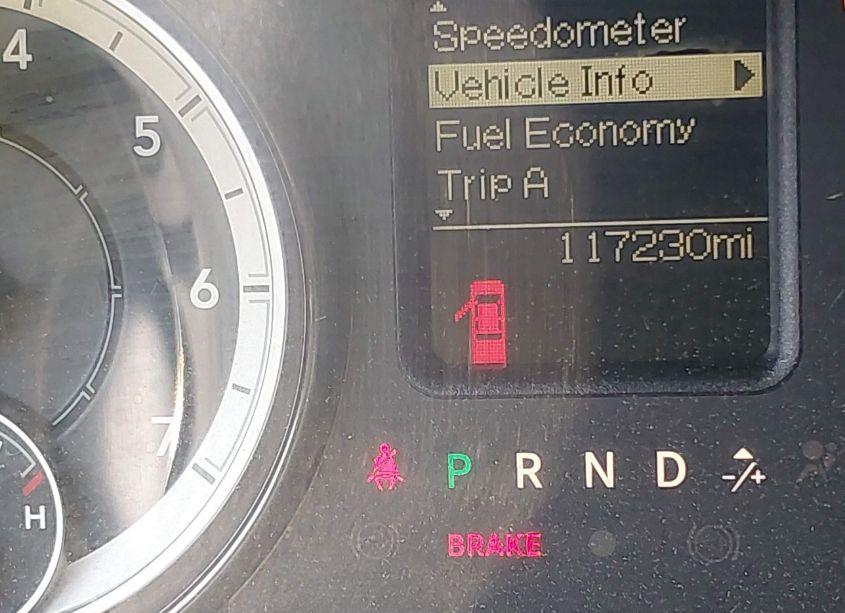 4
5
6
7
H
Speedometer
Vehicle Info
Fuel Economy
Trip A
117230mi
P R N D -/+
BRAKE